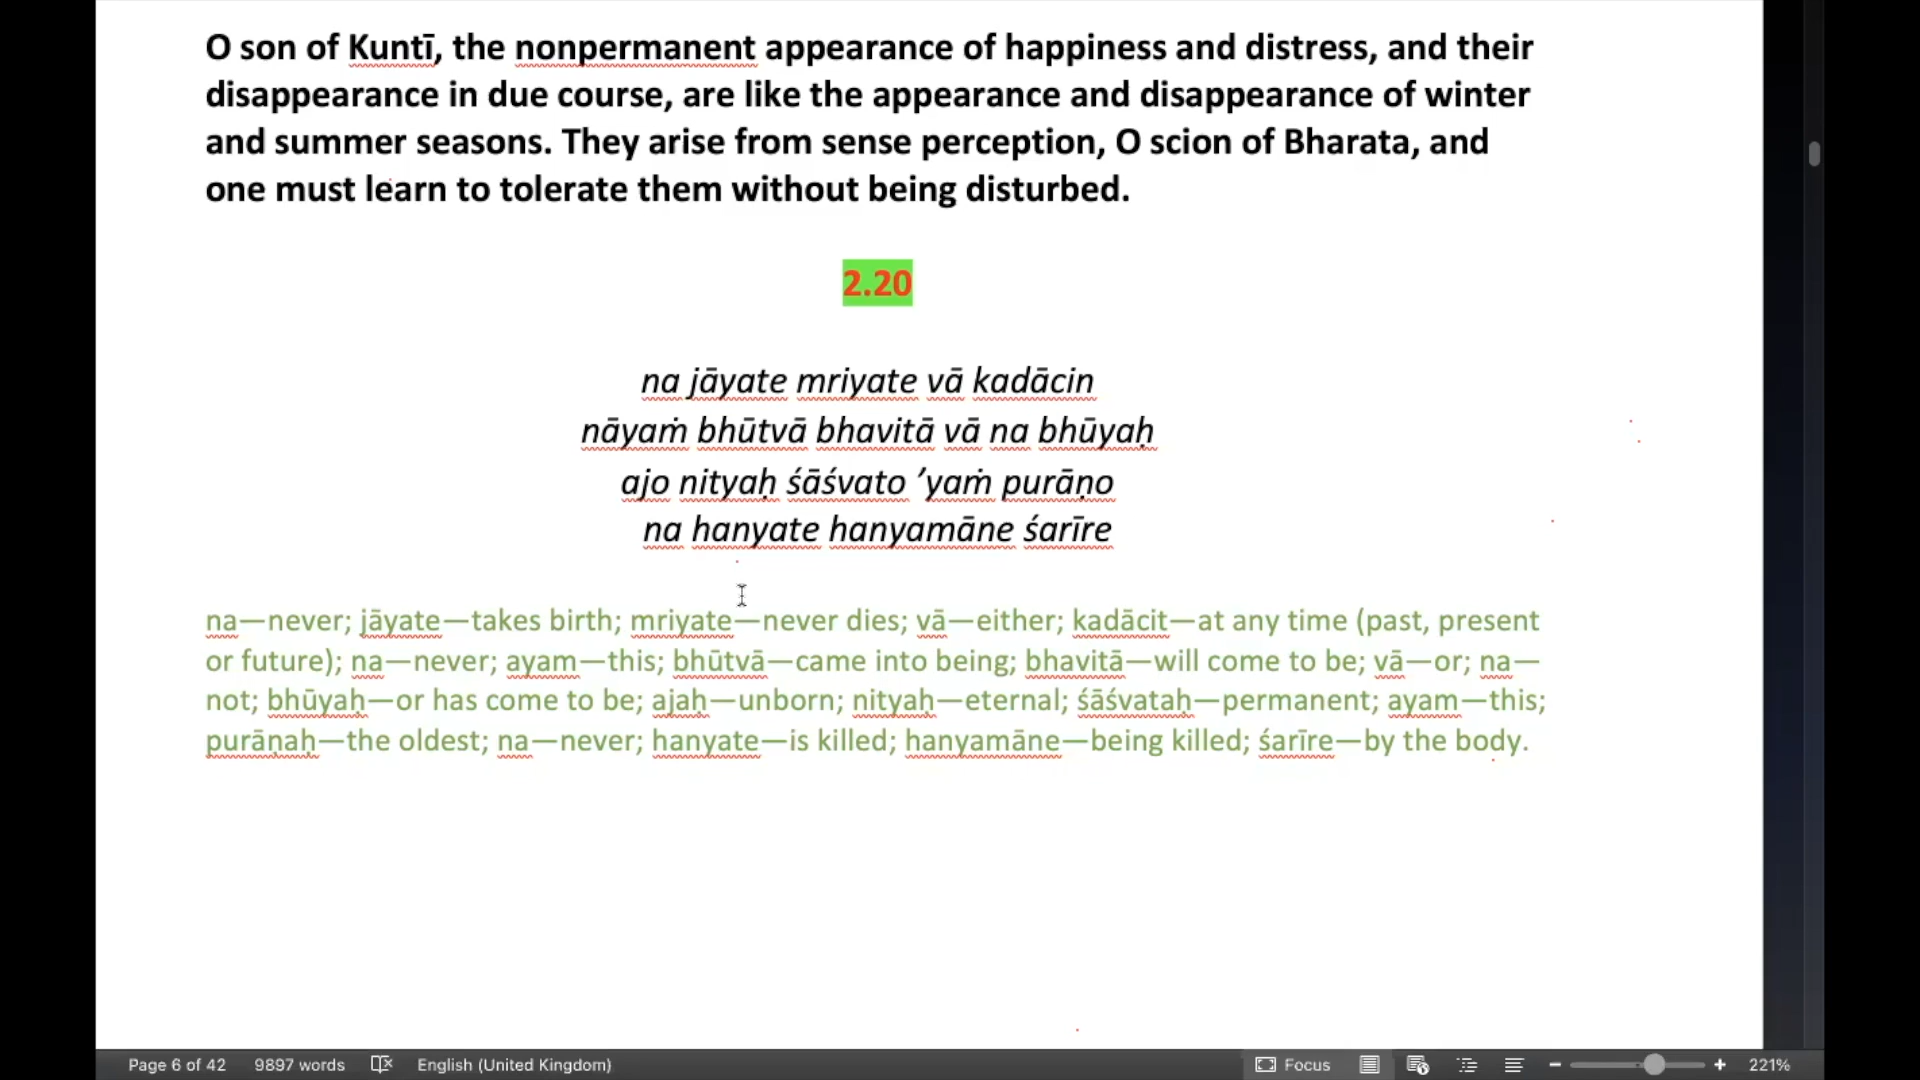 O son of Kuntī, the nonpermanent appearance of happiness and distress, and their
disappearance in due course, are like the appearance and disappearance of winter
and summer seasons. They arise from sense perception, O scion of Bharata, and
one must learn to tolerate them without being disturbed.
2.20
na jāyate mriyate vā kadācin
nāyaṁ bhūtvā bhavitā vā na bhūyaḥ
ajo nityaḥ śāśvato ’yaṁ purāṇo
na hanyate hanyamāne śarīre
na—never; jāyate—takes birth; mriyate—never dies; vā—either; kadācit—at any time (past, present
or future); na—never; ayam—this; bhūtvā—came into being; bhavitā—will come to be; vā—or; na—
not; bhūyaḥ—or has come to be; ajaḥ—unborn; nityaḥ—eternal; śāśvataḥ—permanent; ayam—this;
purāṇaḥ—the oldest; na—never; hanyate—is killed; hanyamāne—being killed; śarīre—by the body.
Page 6 of 42 9897 words English (United Kingdom) Focus 221%